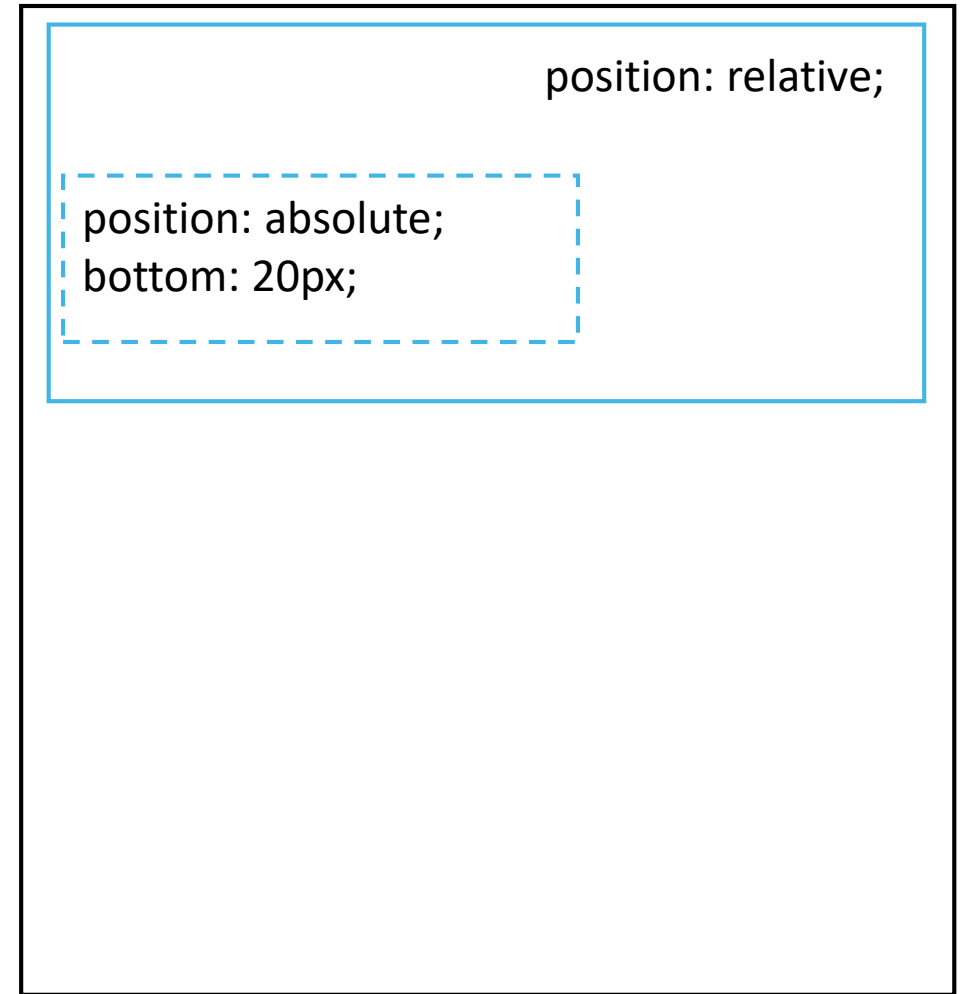 position: relative;
position: absolute;
bottom: 20px;